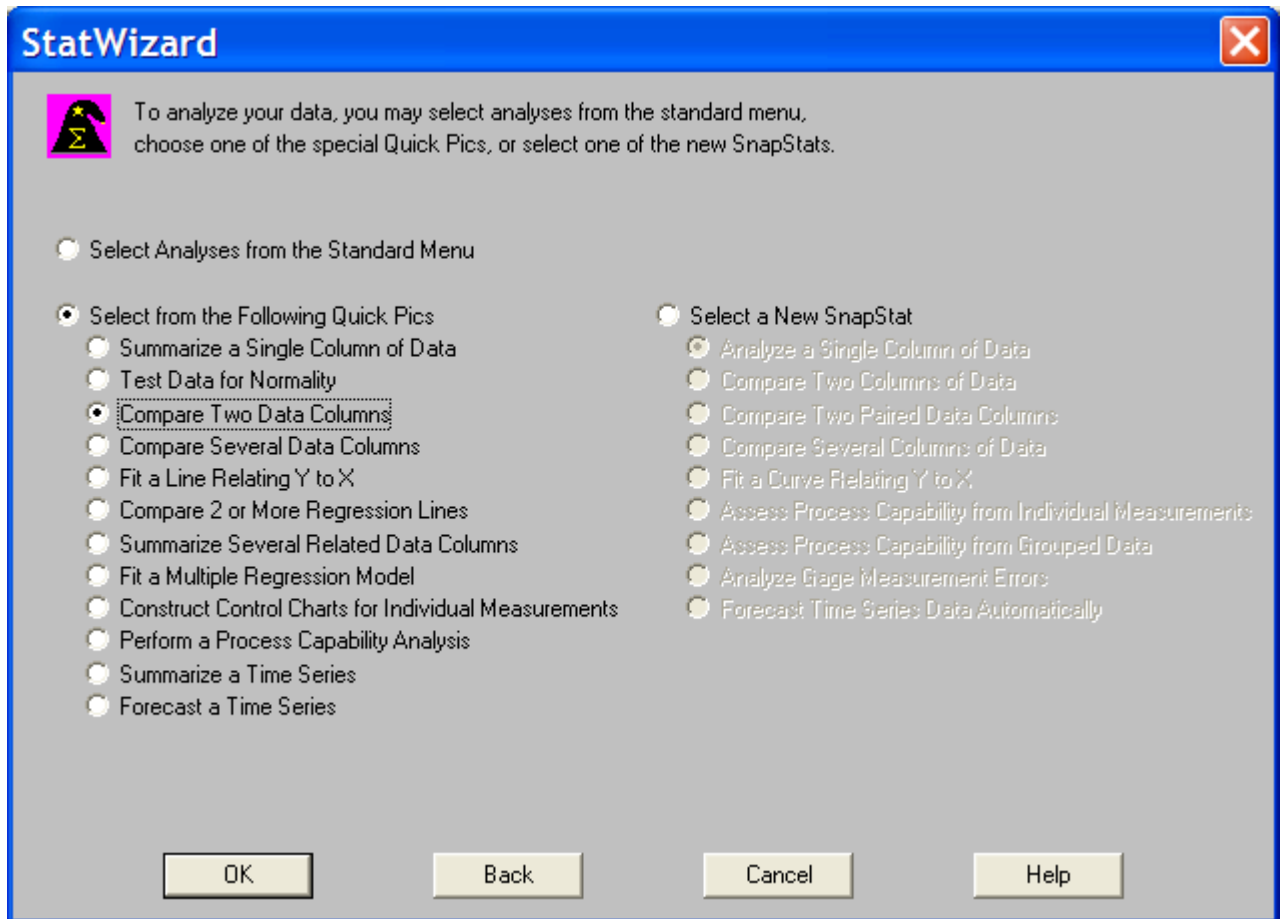 StatWizard
To analyze your data, you may select analyses from the standard menu,
choose one of the special Quick Pics, or select one of the new SnapStats.
Select Analyses from the Standard Menu
Select from the Following Quick Pics
Summarize a Single Column of Data
Test Data for Normality
Compare Two Data Columns
Compare Several Data Columns
Fit a Line Relating Y to X
Compare 2 or More Regression Lines
Summarize Several Related Data Columns
Fit a Multiple Regression Model
Construct Control Charts for Individual Measurements
Perform a Process Capability Analysis
Summarize a Time Series
Forecast a Time Series
Select a New SnapStat
Analyze a Single Column of Data
Compare Two Columns of Data
Compare Two Paired Data Columns
Compare Several Columns of Data
Fit a Curve Relating Y to X
Assess Process Capability from Individual Measurements
Assess Process Capability from Grouped Data
Analyze Gage Measurement Errors
Forecast Time Series Data Automatically
OK
Back
Cancel
Help